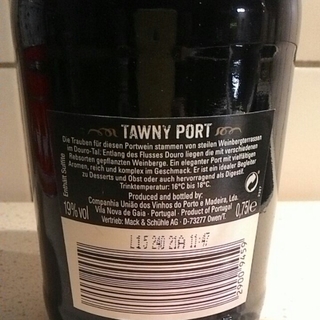 TAWNY PORT
Die Trauben für diesen Portwein stammen von steilen Weinbergterrassen
im Douro-Tal. Entlang des Flusses Douro liegen die mit verschiedenen
Rebsorten gepflanzten Weinberge. Ein eleganter Port mit vielfältigen
Aromen, reich und komplex im Geschmack. Er ist ein idealer Begleiter
zu Desserts und Obst oder auch hervorragend als Digestif.
Trinktemperatur: 16°C bis 18°C.
Enthält Sulfite
Produced and bottled by:
Companhia União dos Vinhos do Porto e Madeira, Lda.
Vila Nova de Gaia · Portugal · Product of Portugal
Vertrieb: Mack & Schühle AG · D-73277 Owen/T.
19%vol
0,75l e
L15 240 21A 11:47